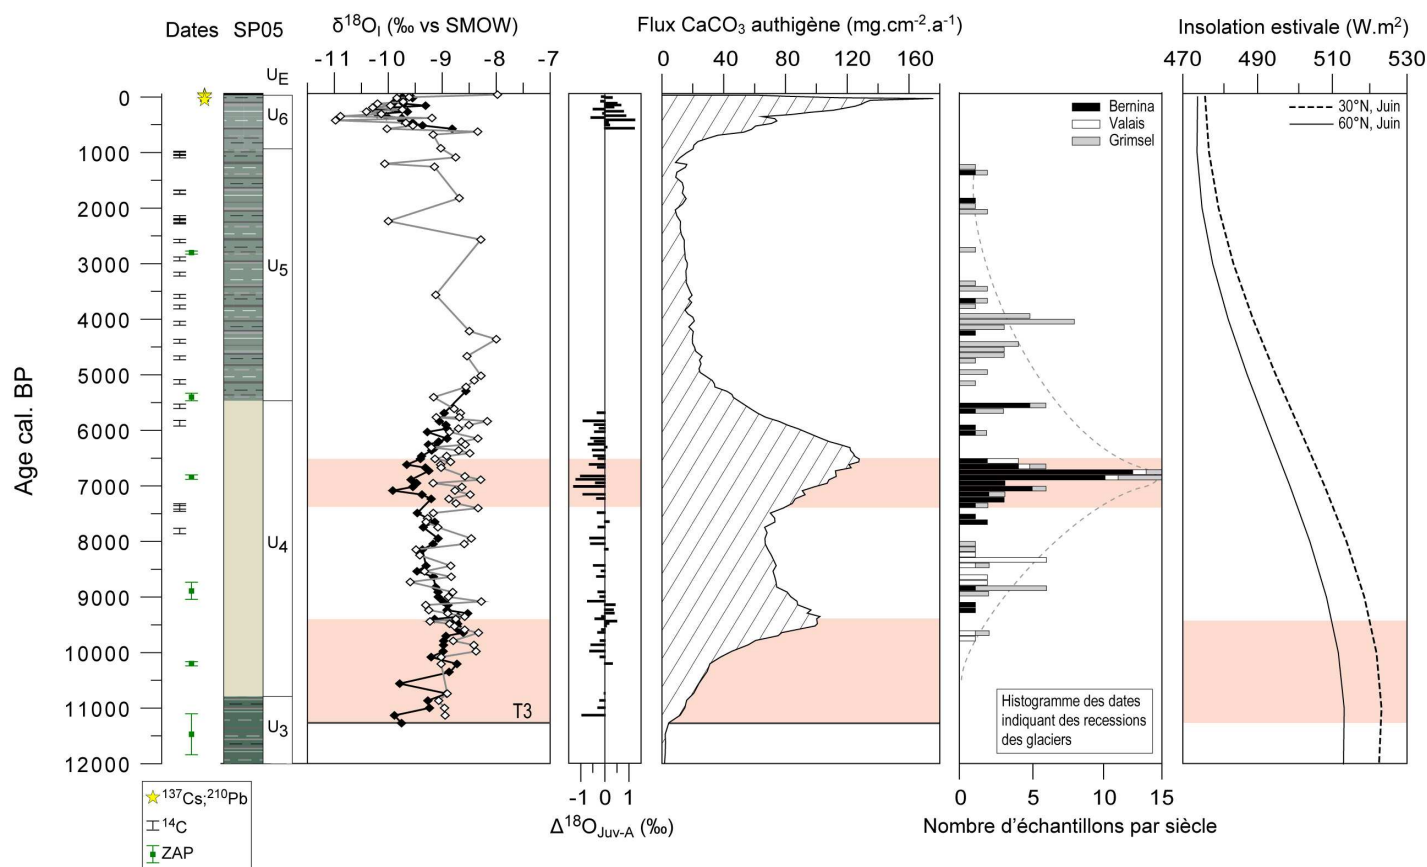 Dates SP05 δ¹⁸Oₗ (‰ vs SMOW) Flux CaCO₃ authigène (mg.cm⁻².a⁻¹) Insolation estivale (W.m²)
-11 -10 -9 -8 -7 0 40 80 120 160 470 490 510 530
U_E
U₆
U₅
U₄
U₃
Age cal. BP
0
1000
2000
3000
4000
5000
6000
7000
8000
9000
10000
11000
12000
T3
Bernina
Valais
Grimsel
30°N, Juin
60°N, Juin
Histogramme des dates
indiquant des recessions
des glaciers
-1 0 1
Δ¹⁸O_Juv-A (‰)
0 5 10 15
Nombre d'échantillons par siècle
¹³⁷Cs;²¹⁰Pb
¹⁴C
ZAP